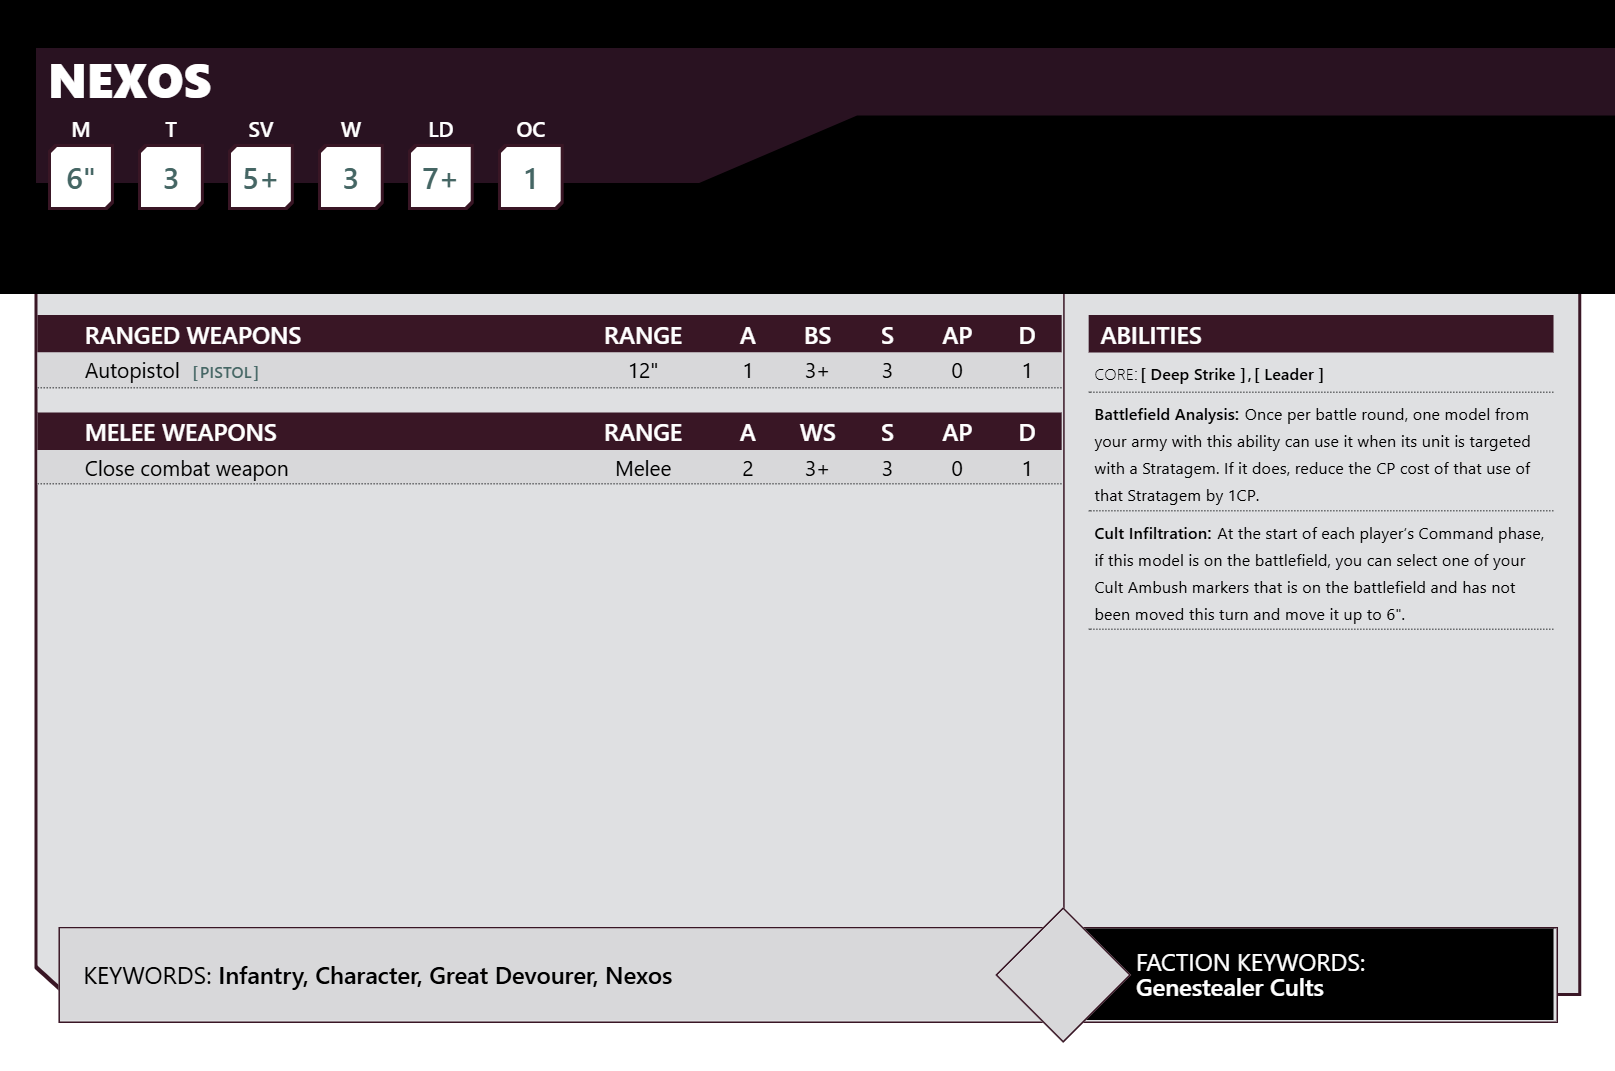 NEXOS
M T SV W LD OC
6" 3 5+ 3 7+ 1
RANGED WEAPONS RANGE A BS S AP D
Autopistol [PISTOL] 12" 1 3+ 3 0 1
MELEE WEAPONS RANGE A WS S AP D
Close combat weapon Melee 2 3+ 3 0 1
ABILITIES
CORE: [ Deep Strike ] , [ Leader ]
Battlefield Analysis: Once per battle round, one model from
your army with this ability can use it when its unit is targeted
with a Stratagem. If it does, reduce the CP cost of that use of
that Stratagem by 1CP.
Cult Infiltration: At the start of each player's Command phase,
if this model is on the battlefield, you can select one of your
Cult Ambush markers that is on the battlefield and has not
been moved this turn and move it up to 6".
KEYWORDS: Infantry, Character, Great Devourer, Nexos
FACTION KEYWORDS:
Genestealer Cults